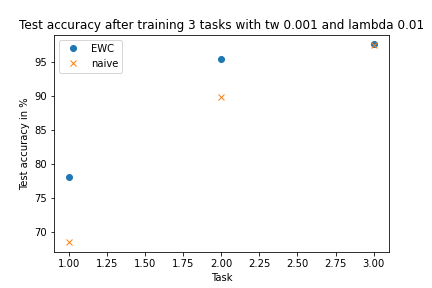 Test accuracy after training 3 tasks with tw 0.001 and lambda 0.01
EWC
naive
Test accuracy in %
95
90
85
80
75
70
1.00 1.25 1.50 1.75 2.00 2.25 2.50 2.75 3.00
Task